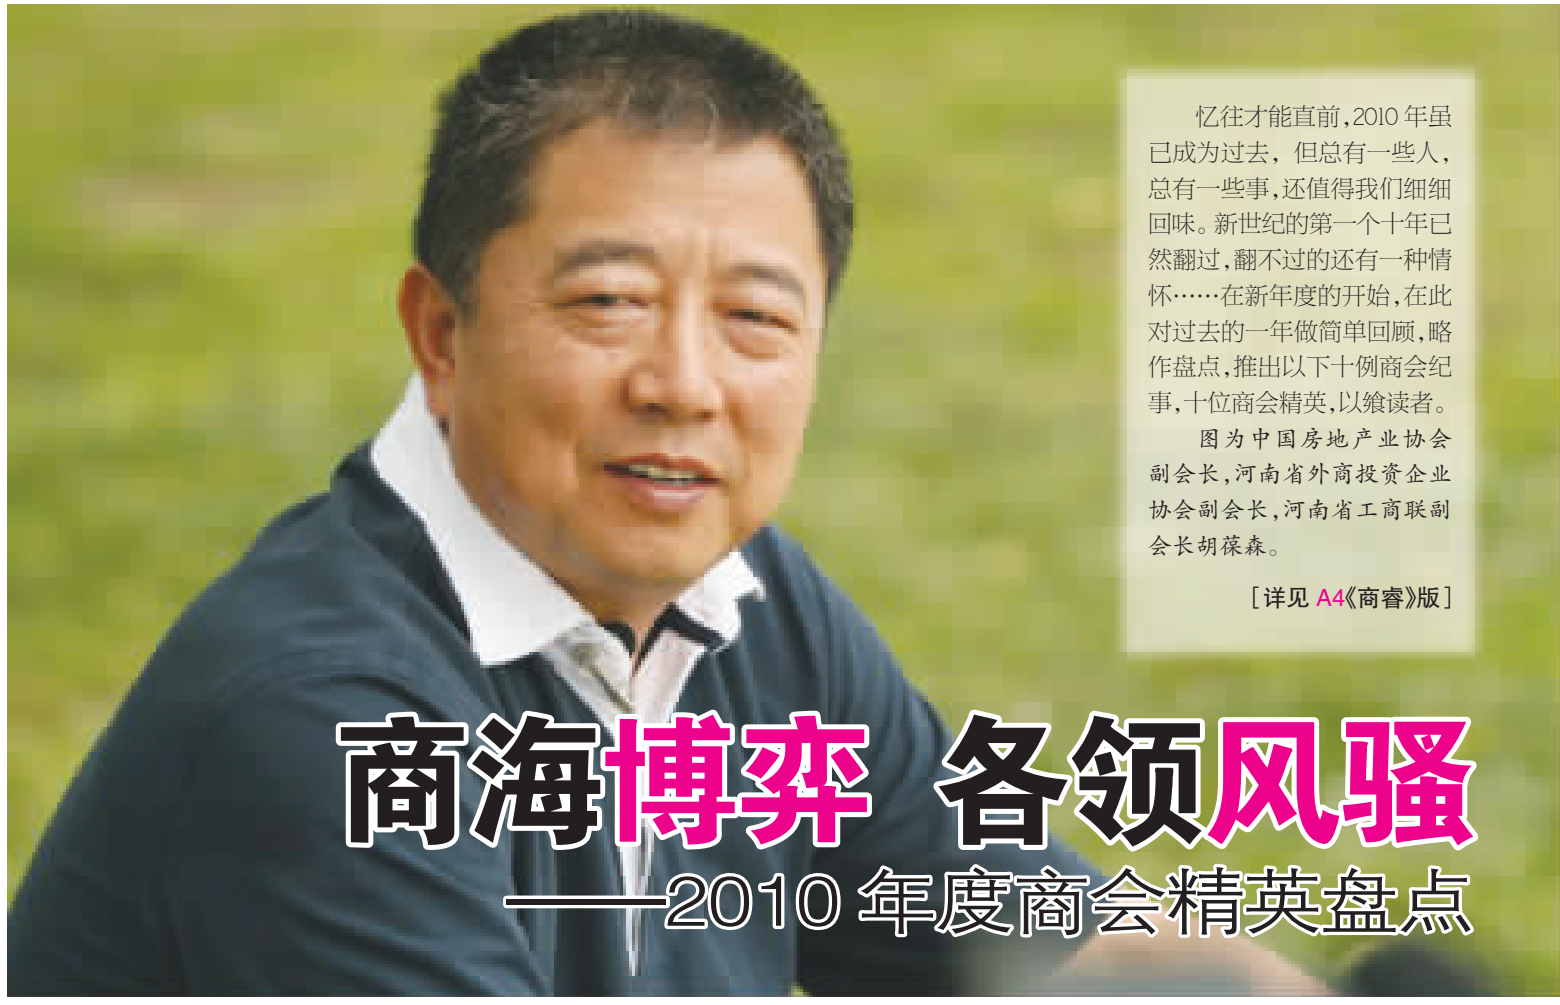 忆往才能直前,2010年虽
已成为过去,但总有一些人,
总有一些事,还值得我们细细
回味。新世纪的第一个十年已
然翻过,翻不过的还有一种情
怀……在新年度的开始,在此
对过去的一年做简单回顾,略
作盘点,推出以下十例商会纪
事,十位商会精英,以飨读者。
图为中国房地产业协会
副会长,河南省外商投资企业
协会副会长,河南省工商联副
会长胡葆森。
[详见 A4《商睿》版]
商海博弈 各领风骚
——2010年度商会精英盘点